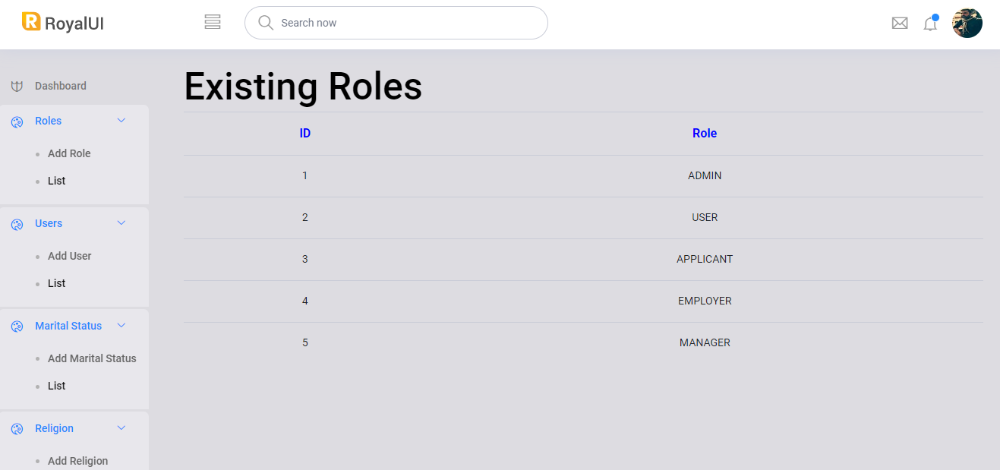 R RoyalUI
Search now
Dashboard
Roles
Add Role
List
Users
Add User
List
Marital Status
Add Marital Status
List
Religion
Add Religion
Existing Roles
ID Role
1 ADMIN
2 USER
3 APPLICANT
4 EMPLOYER
5 MANAGER